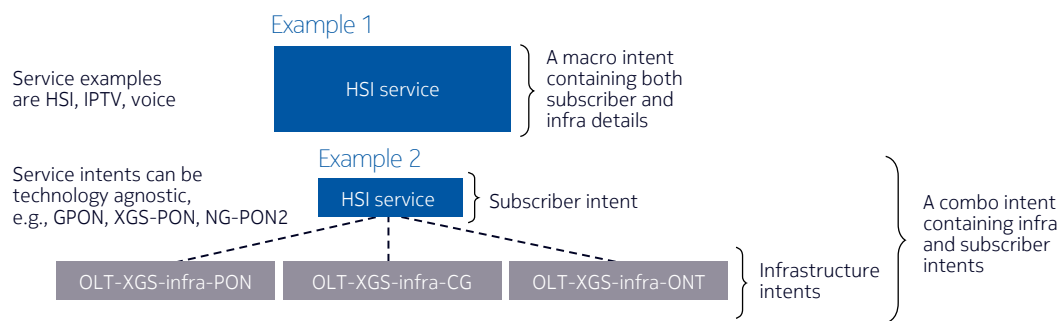 Example 1
Service examples
are HSI, IPTV, voice
HSI service
A macro intent
containing both
subscriber and
infra details
Example 2
Service intents can be
technology agnostic,
e.g., GPON, XGS-PON, NG-PON2
HSI service
Subscriber intent
A combo intent
containing infra
and subscriber
intents
OLT-XGS-infra-PON
OLT-XGS-infra-CG
OLT-XGS-infra-ONT
Infrastructure
intents